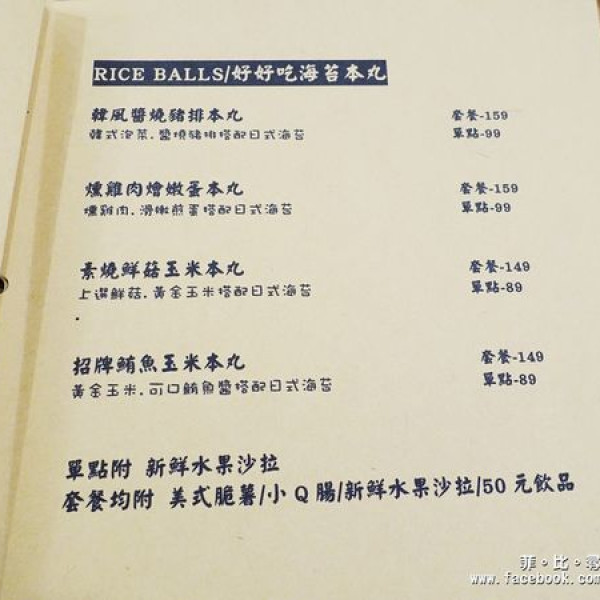 RICE BALLS/好好吃海苔本丸
韓風醬燒豬排本丸 套餐-159
韓式泡菜.醬燒豬排搭配日式海苔 單點-99
燻雞肉燴嫩蛋本丸 套餐-159
燻雞肉.滑嫩煎蛋搭配日式海苔 單點-99
素燒鮮菇玉米本丸 套餐-149
上選鮮菇.黃金玉米搭配日式海苔 單點-89
招牌鮪魚玉米本丸 套餐-149
黃金玉米.可口鮪魚醬搭配日式海苔 單點-89
單點附 新鮮水果沙拉
套餐均附 美式脆薯/小Q腸/新鮮水果沙拉/50元飲品
菲。比。尋
www.facebook.com